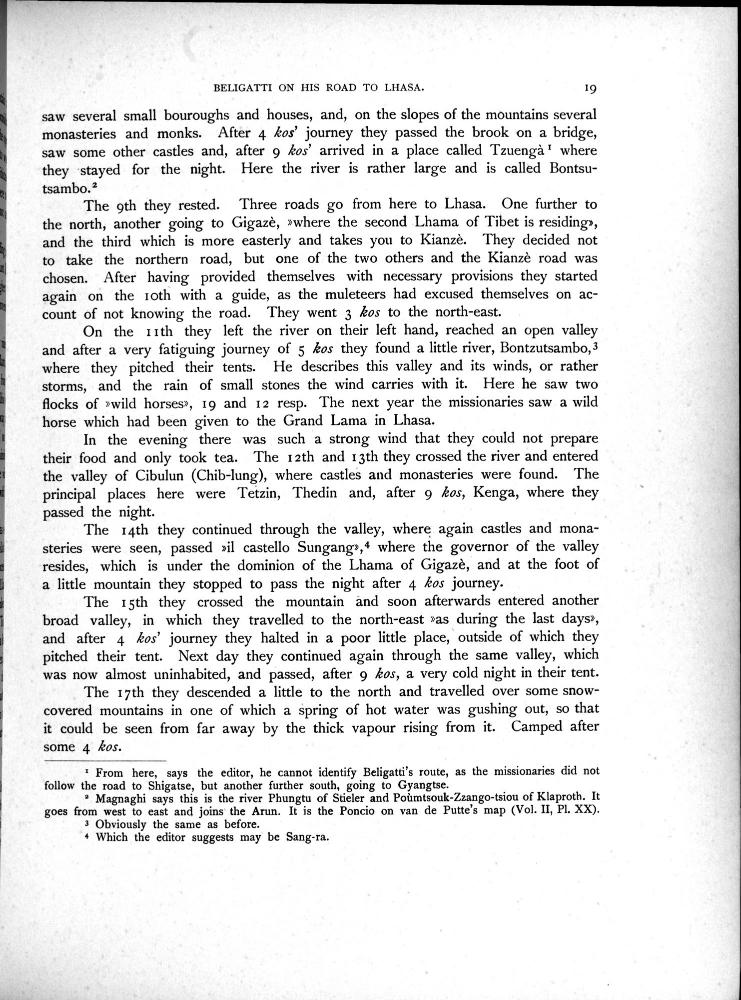 BELIGATTI ON HIS ROAD TO LHASA. 19
saw several small bouroughs and houses, and, on the slopes of the mountains several
monasteries and monks. After 4 kos' journey they passed the brook on a bridge,
saw some other castles and, after 9 kos' arrived in a place called Tzuengà¹ where
they stayed for the night. Here the river is rather large and is called Bontsu-
tsambo.²
The 9th they rested. Three roads go from here to Lhasa. One further to
the north, another going to Gigazè, »where the second Lhama of Tibet is residing»,
and the third which is more easterly and takes you to Kianzè. They decided not
to take the northern road, but one of the two others and the Kianzè road was
chosen. After having provided themselves with necessary provisions they started
again on the 10th with a guide, as the muleteers had excused themselves on ac-
count of not knowing the road. They went 3 kos to the north-east.
On the 11th they left the river on their left hand, reached an open valley
and after a very fatiguing journey of 5 kos they found a little river, Bontzutsambo,³
where they pitched their tents. He describes this valley and its winds, or rather
storms, and the rain of small stones the wind carries with it. Here he saw two
flocks of »wild horses», 19 and 12 resp. The next year the missionaries saw a wild
horse which had been given to the Grand Lama in Lhasa.
In the evening there was such a strong wind that they could not prepare
their food and only took tea. The 12th and 13th they crossed the river and entered
the valley of Cibulun (Chib-lung), where castles and monasteries were found. The
principal places here were Tetzin, Thedin and, after 9 kos, Kenga, where they
passed the night.
The 14th they continued through the valley, where again castles and mona-
steries were seen, passed »il castello Sungang»,⁴ where the governor of the valley
resides, which is under the dominion of the Lhama of Gigazè, and at the foot of
a little mountain they stopped to pass the night after 4 kos journey.
The 15th they crossed the mountain and soon afterwards entered another
broad valley, in which they travelled to the north-east »as during the last days»,
and after 4 kos' journey they halted in a poor little place, outside of which they
pitched their tent. Next day they continued again through the same valley, which
was now almost uninhabited, and passed, after 9 kos, a very cold night in their tent.
The 17th they descended a little to the north and travelled over some snow-
covered mountains in one of which a spring of hot water was gushing out, so that
it could be seen from far away by the thick vapour rising from it. Camped after
some 4 kos.
¹ From here, says the editor, he cannot identify Beligatti's route, as the missionaries did not
follow the road to Shigatse, but another further south, going to Gyangtse.
² Magnaghi says this is the river Phungtu of Stieler and Poùmtsouk-Zzango-tsiou of Klaproth. It
goes from west to east and joins the Arun. It is the Poncio on van de Putte's map (Vol. II, Pl. XX).
³ Obviously the same as before.
⁴ Which the editor suggests may be Sang-ra.